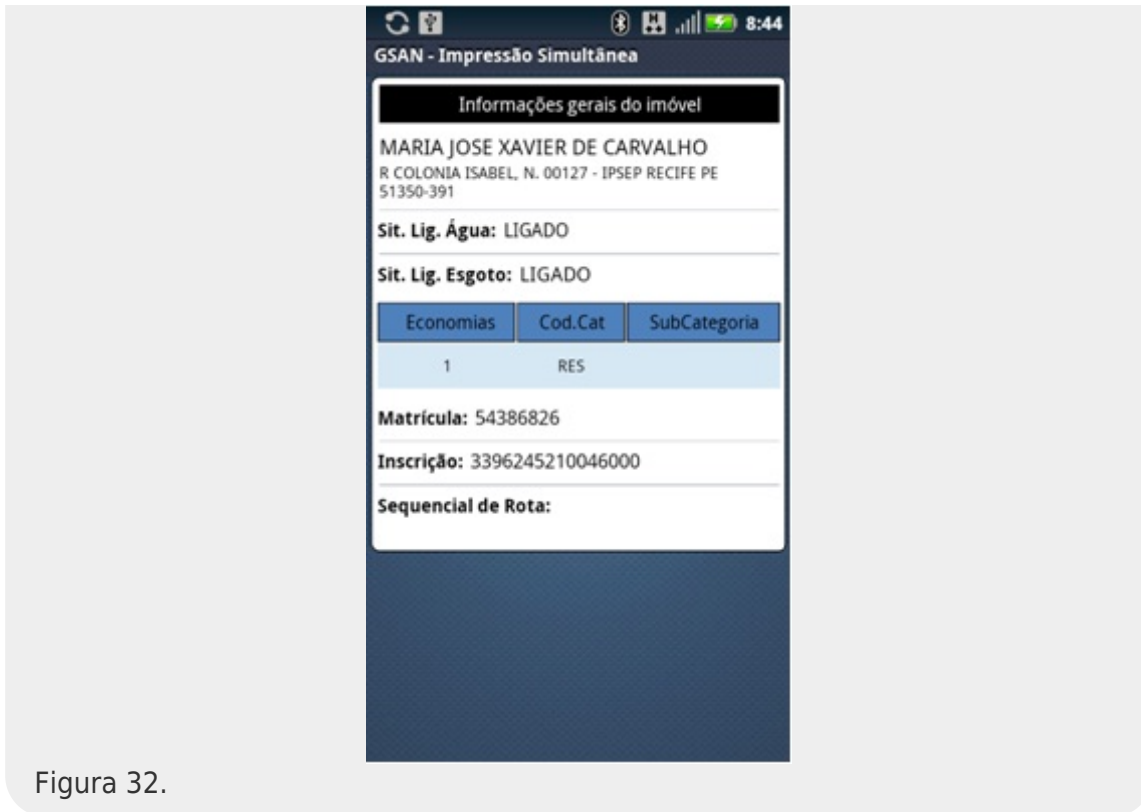 8:44
GSAN - Impressão Simultânea
Informações gerais do imóvel
MARIA JOSE XAVIER DE CARVALHO
R COLONIA ISABEL, N. 00127 - IPSEP RECIFE PE
51350-391
Sit. Lig. Água: LIGADO
Sit. Lig. Esgoto: LIGADO
Economias Cod.Cat SubCategoria
1 RES
Matrícula: 54386826
Inscrição: 3396245210046000
Sequencial de Rota:
Figura 32.